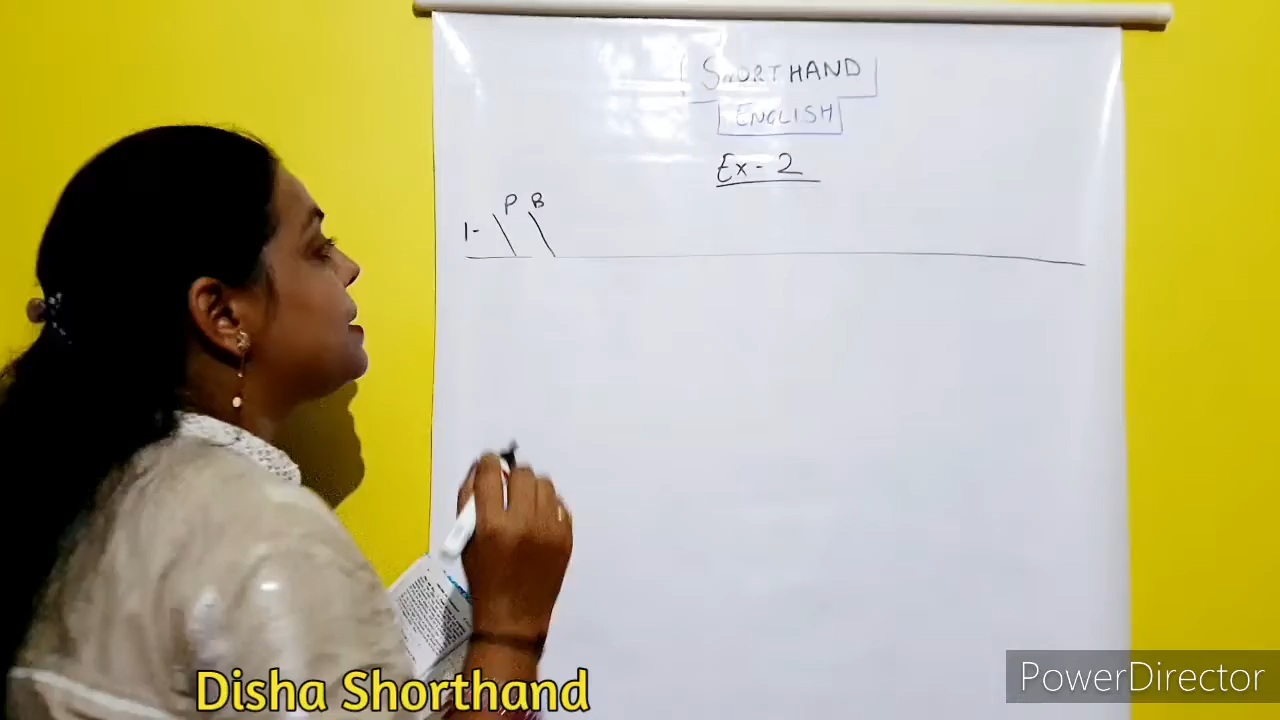 SHORTHAND
ENGLISH
Ex-2
P B
1-
Disha Shorthand
PowerDirector